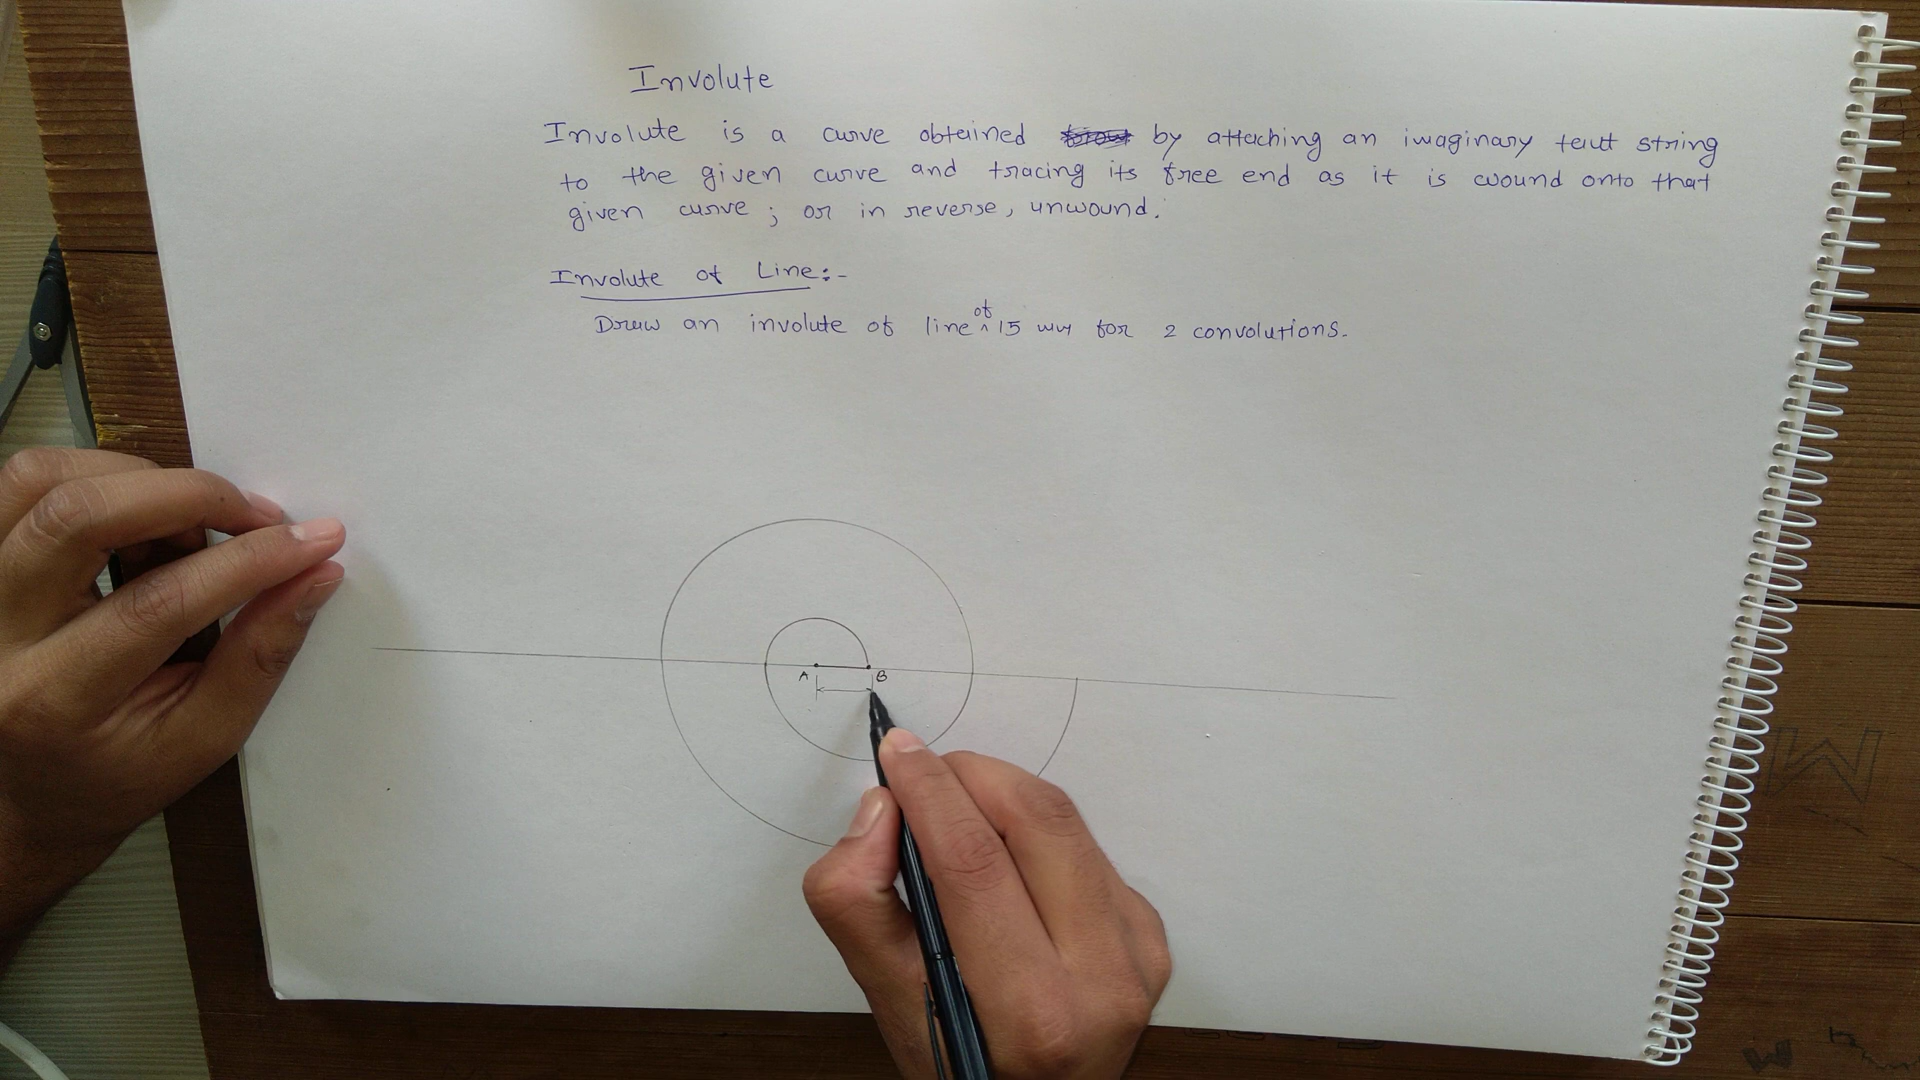 Involute
Involute is a curve obtained by attaching an imaginary taut string
to the given curve and tracing its free end as it is wound onto that
given curve ; or in reverse, unwound.
Involute of Line:-
Draw an involute of line of 15 mm for 2 convolutions.
A B